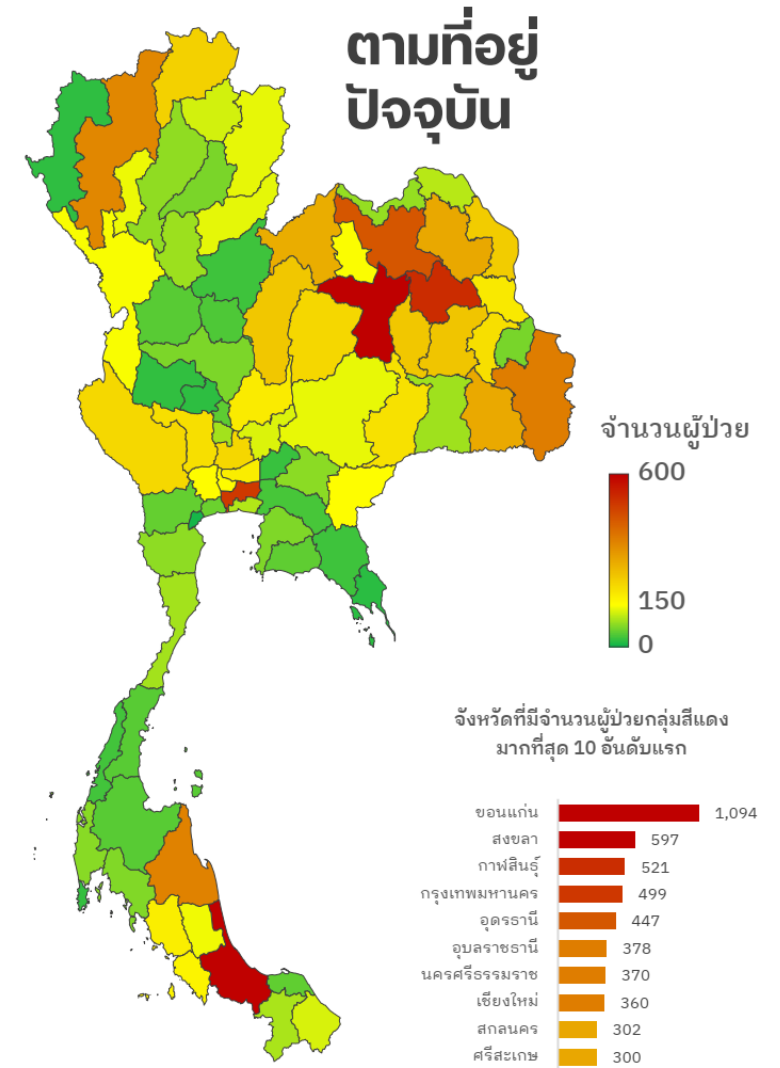 ตามที่อยู่
ปัจจุบัน
จำนวนผู้ป่วย
600
150
0
จังหวัดที่มีจำนวนผู้ป่วยกลุ่มสีแดง
มากที่สุด 10 อันดับแรก
ขอนแก่น 1,094
สงขลา 597
กาฬสินธุ์ 521
กรุงเทพมหานคร 499
อุดรธานี 447
อุบลราชธานี 378
นครศรีธรรมราช 370
เชียงใหม่ 360
สกลนคร 302
ศรีสะเกษ 300